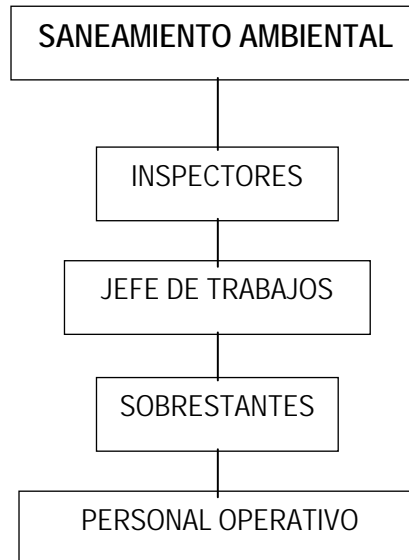 SANEAMIENTO AMBIENTAL
INSPECTORES
JEFE DE TRABAJOS
SOBRESTANTES
PERSONAL OPERATIVO